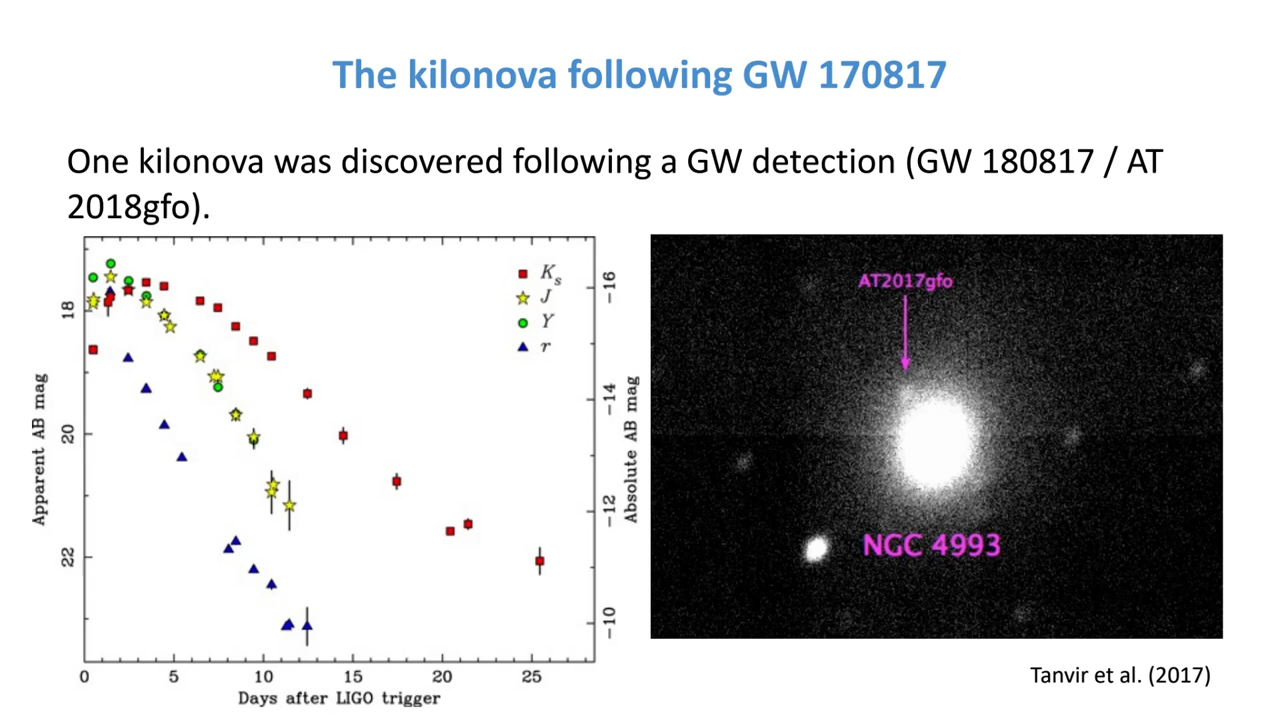 The kilonova following GW 170817
One kilonova was discovered following a GW detection (GW 180817 / AT
2018gfo).
Ks
J
Y
r
18
20
22
Apparent AB mag
−16
−14
−12
−10
Absolute AB mag
0 5 10 15 20 25
Days after LIGO trigger
AT2017gfo
NGC 4993
Tanvir et al. (2017)